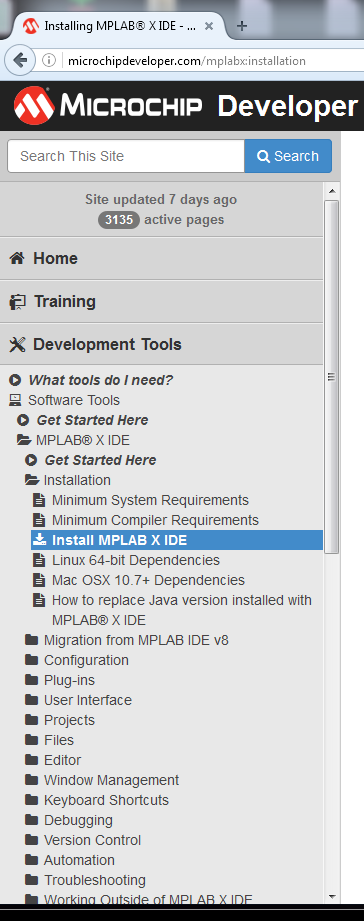 Installing MPLAB® X IDE - ...
microchipdeveloper.com/mplabx:installation
MICROCHIP Developer
Search This Site
Search
Site updated 7 days ago
3135 active pages
Home
Training
Development Tools
What tools do I need?
Software Tools
Get Started Here
MPLAB® X IDE
Get Started Here
Installation
Minimum System Requirements
Minimum Compiler Requirements
Install MPLAB X IDE
Linux 64-bit Dependencies
Mac OSX 10.7+ Dependencies
How to replace Java version installed with
MPLAB® X IDE
Migration from MPLAB IDE v8
Configuration
Plug-ins
User Interface
Projects
Files
Editor
Window Management
Keyboard Shortcuts
Debugging
Version Control
Automation
Troubleshooting
Working Outside of MPLAB X IDE